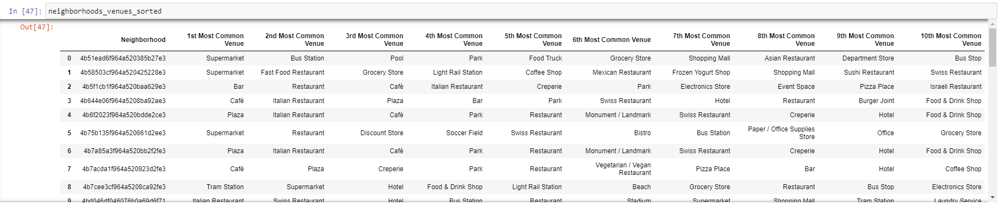 In [47]: neighborhoods_venues_sorted
Out[47]:
Neighborhood 1st Most Common Venue 2nd Most Common Venue 3rd Most Common Venue 4th Most Common Venue 5th Most Common Venue 6th Most Common Venue 7th Most Common Venue 8th Most Common Venue 9th Most Common Venue 10th Most Common Venue
0 4b51ead6f964a520385b27e3 Supermarket Bus Station Pool Park Food Truck Grocery Store Shopping Mall Asian Restaurant Department Store Bus Stop
1 4b58503cf964a520425228e3 Supermarket Fast Food Restaurant Grocery Store Light Rail Station Coffee Shop Mexican Restaurant Frozen Yogurt Shop Shopping Mall Sushi Restaurant Swiss Restaurant
2 4b5f1cb1f964a520baa629e3 Bar Restaurant Café Italian Restaurant Creperie Park Electronics Store Event Space Pizza Place Israeli Restaurant
3 4b644e06f964a5208ba92ae3 Café Italian Restaurant Plaza Bar Park Swiss Restaurant Hotel Restaurant Burger Joint Food & Drink Shop
4 4b6f2023f964a520bdde2ce3 Plaza Italian Restaurant Café Park Restaurant Monument / Landmark Swiss Restaurant Creperie Hotel Food & Drink Shop
5 4b75b135f964a520661d2ee3 Supermarket Restaurant Discount Store Soccer Field Swiss Restaurant Bistro Bus Station Paper / Office Supplies Store Office Grocery Store
6 4b7a85a3f964a520bb2f2fe3 Plaza Italian Restaurant Café Park Restaurant Monument / Landmark Swiss Restaurant Creperie Hotel Food & Drink Shop
7 4b7acda1f964a520923d2fe3 Café Plaza Creperie Park Restaurant Vegetarian / Vegan Restaurant Pizza Place Bar Hotel Coffee Shop
8 4b7cee3cf964a5208ca92fe3 Tram Station Supermarket Hotel Food & Drink Shop Light Rail Station Beach Grocery Store Restaurant Bus Stop Electronics Store
9 4bd046df046076b0a69d6f71 Italian Restaurant Swiss Restaurant Hotel Bus Station Restaurant Stadium Supermarket Shopping Mall Tram Station Laundry Service